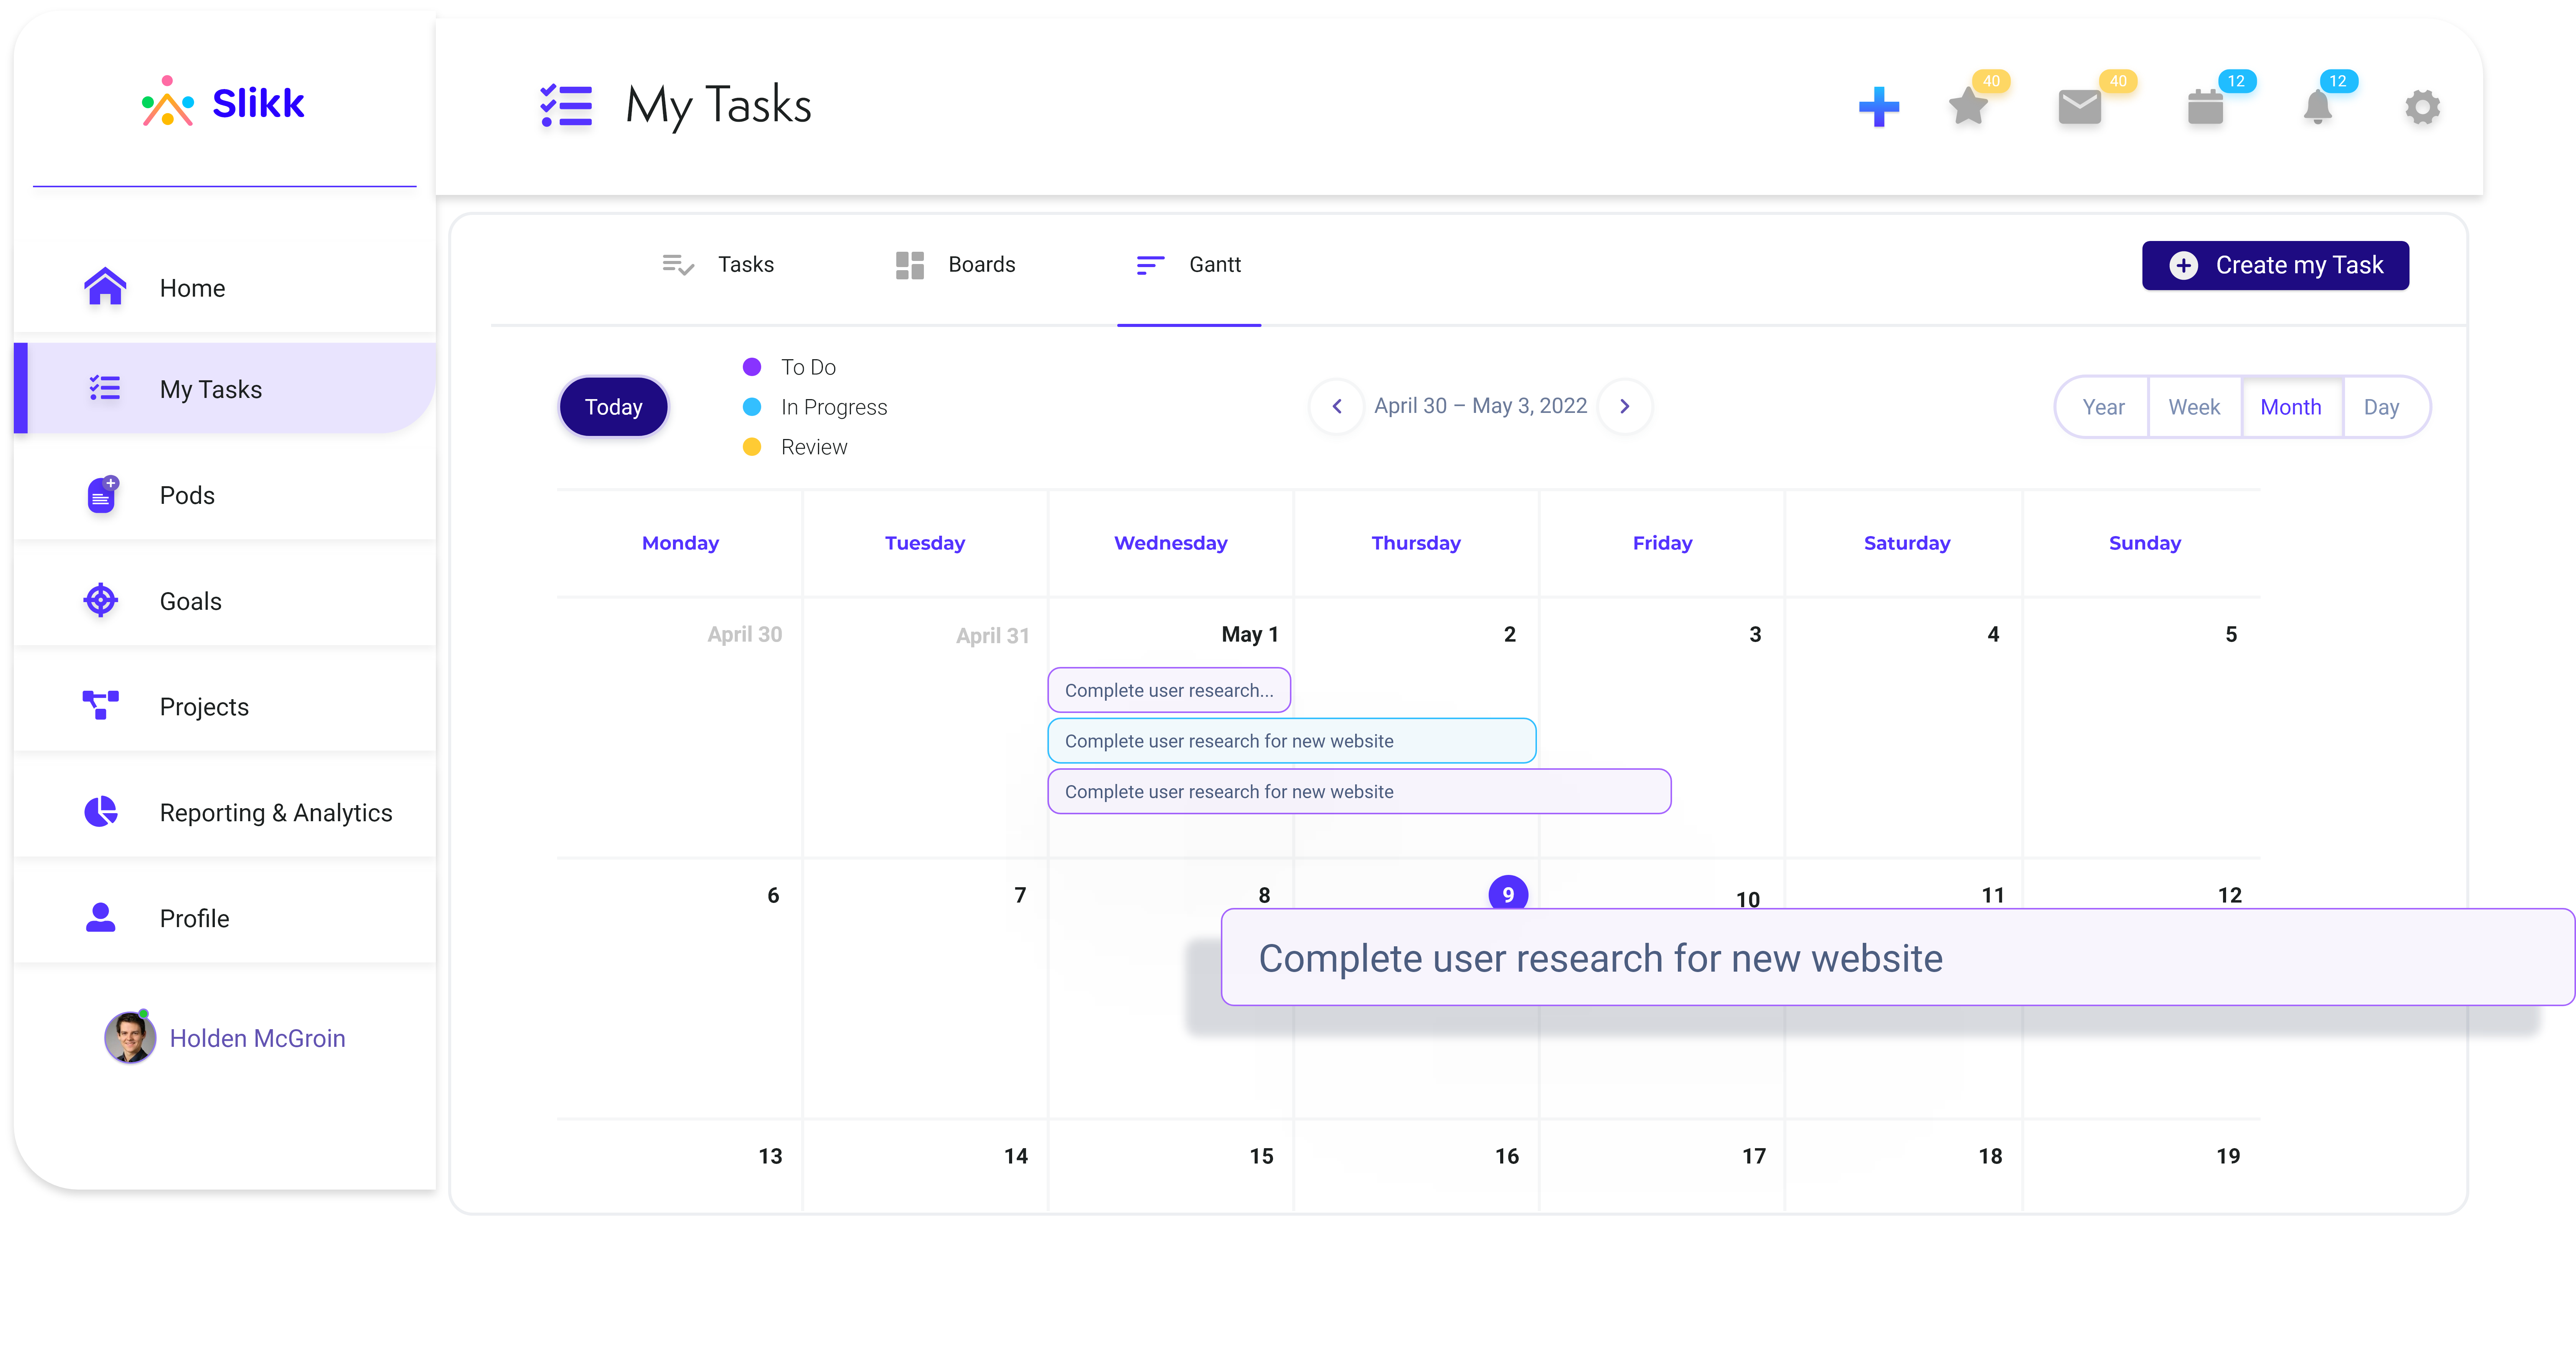 Slikk
My Tasks
40
40
12
12
Home
My Tasks
Pods
Goals
Projects
Reporting & Analytics
Profile
Holden McGroin
Tasks
Boards
Gantt
Create my Task
Today
To Do
In Progress
Review
April 30 – May 3, 2022
Year Week Month Day
Monday Tuesday Wednesday Thursday Friday Saturday Sunday
April 30 April 31 May 1 2 3 4 5
Complete user research...
Complete user research for new website
Complete user research for new website
6 7 8 9 10 11 12
Complete user research for new website
13 14 15 16 17 18 19